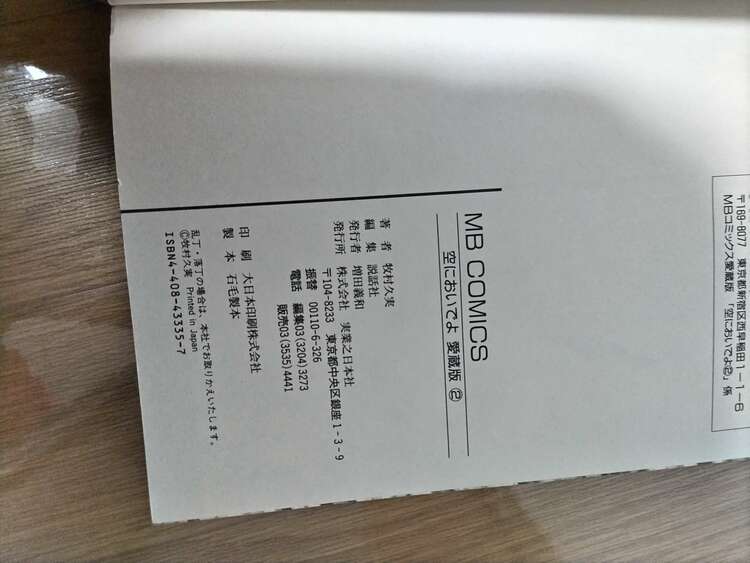 〒169-8077 東京都新宿区西早稲田1-1-6
MBコミックス愛蔵版「空においでよ②」係
MB COMICS
空においでよ 愛蔵版 ②
著者 牧村久実
編集 説話社
発行者 増田義和
発行所 株式会社 実業之日本社
〒104-8233 東京都中央区銀座1-3-9
振替 00110-6-326
電話 編集03(3204)3273
販売03(3535)4441
印刷 大日本印刷株式会社
製本 石毛製本
乱丁・落丁の場合は、本社でお取りかえいたします。
©牧村久実 Printed in Japan
ISBN4-408-43335-7